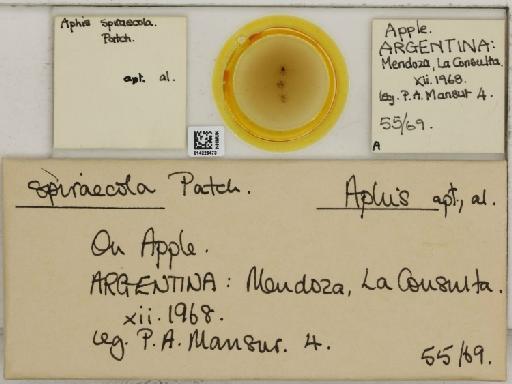 Aphis spiraecola.
Patch.
apt. al.
Apple.
ARGENTINA:
Mendoza, La Consulta.
xii. 1968.
leg. P. A. Mansur 4.
55/69.
A
spiraecola Patch. Aphis apt., al.
On Apple.
ARGENTINA: Mendoza, La Consulta.
xii. 1968.
leg. P. A. Mansur. 4.
55/69.